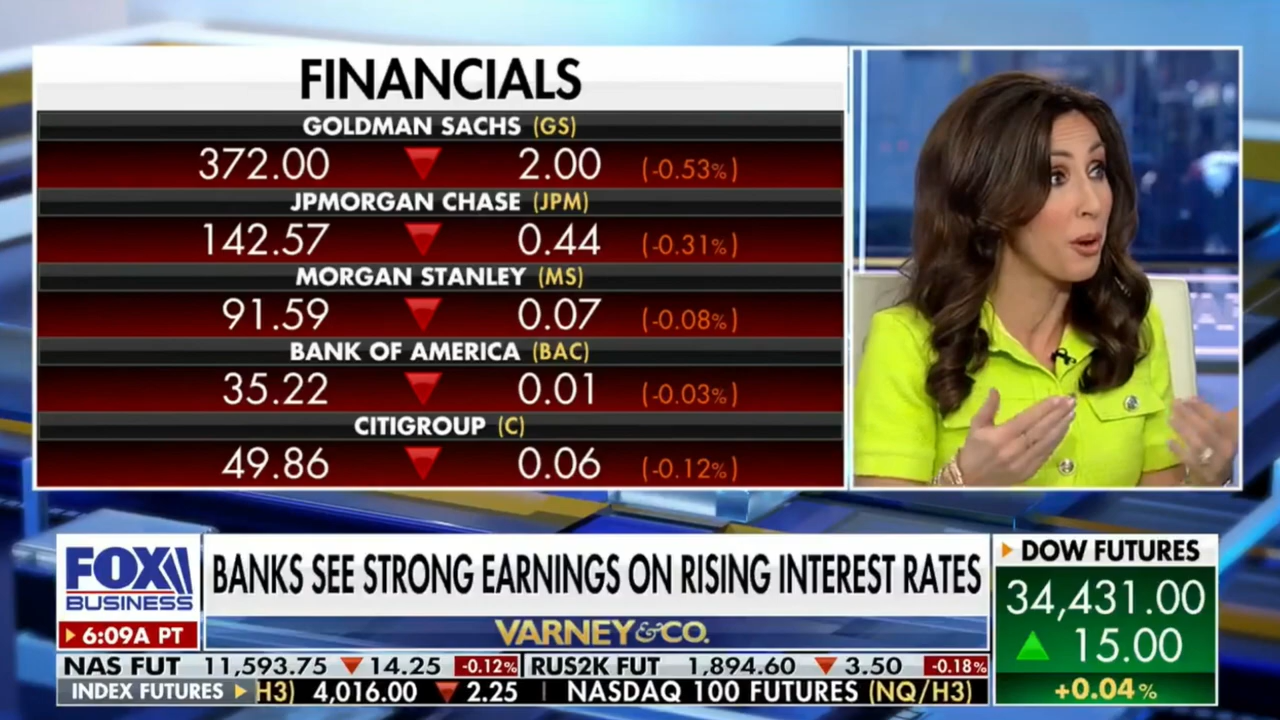 FINANCIALS
GOLDMAN SACHS (GS)
372.00 ▼ 2.00 (-0.53%)
JPMORGAN CHASE (JPM)
142.57 ▼ 0.44 (-0.31%)
MORGAN STANLEY (MS)
91.59 ▼ 0.07 (-0.08%)
BANK OF AMERICA (BAC)
35.22 ▼ 0.01 (-0.03%)
CITIGROUP (C)
49.86 ▼ 0.06 (-0.12%)
FOX
BUSINESS
6:09A PT
BANKS SEE STRONG EARNINGS ON RISING INTEREST RATES
VARNEY & CO.
DOW FUTURES
34,431.00
▲ 15.00
+0.04%
NAS FUT 11,593.75 ▼ 14.25 -0.12% RUS2K FUT 1,894.60 ▼ 3.50 -0.18%
INDEX FUTURES H3) 4,016.00 ▼ 2.25 | NASDAQ 100 FUTURES (NQ/H3)